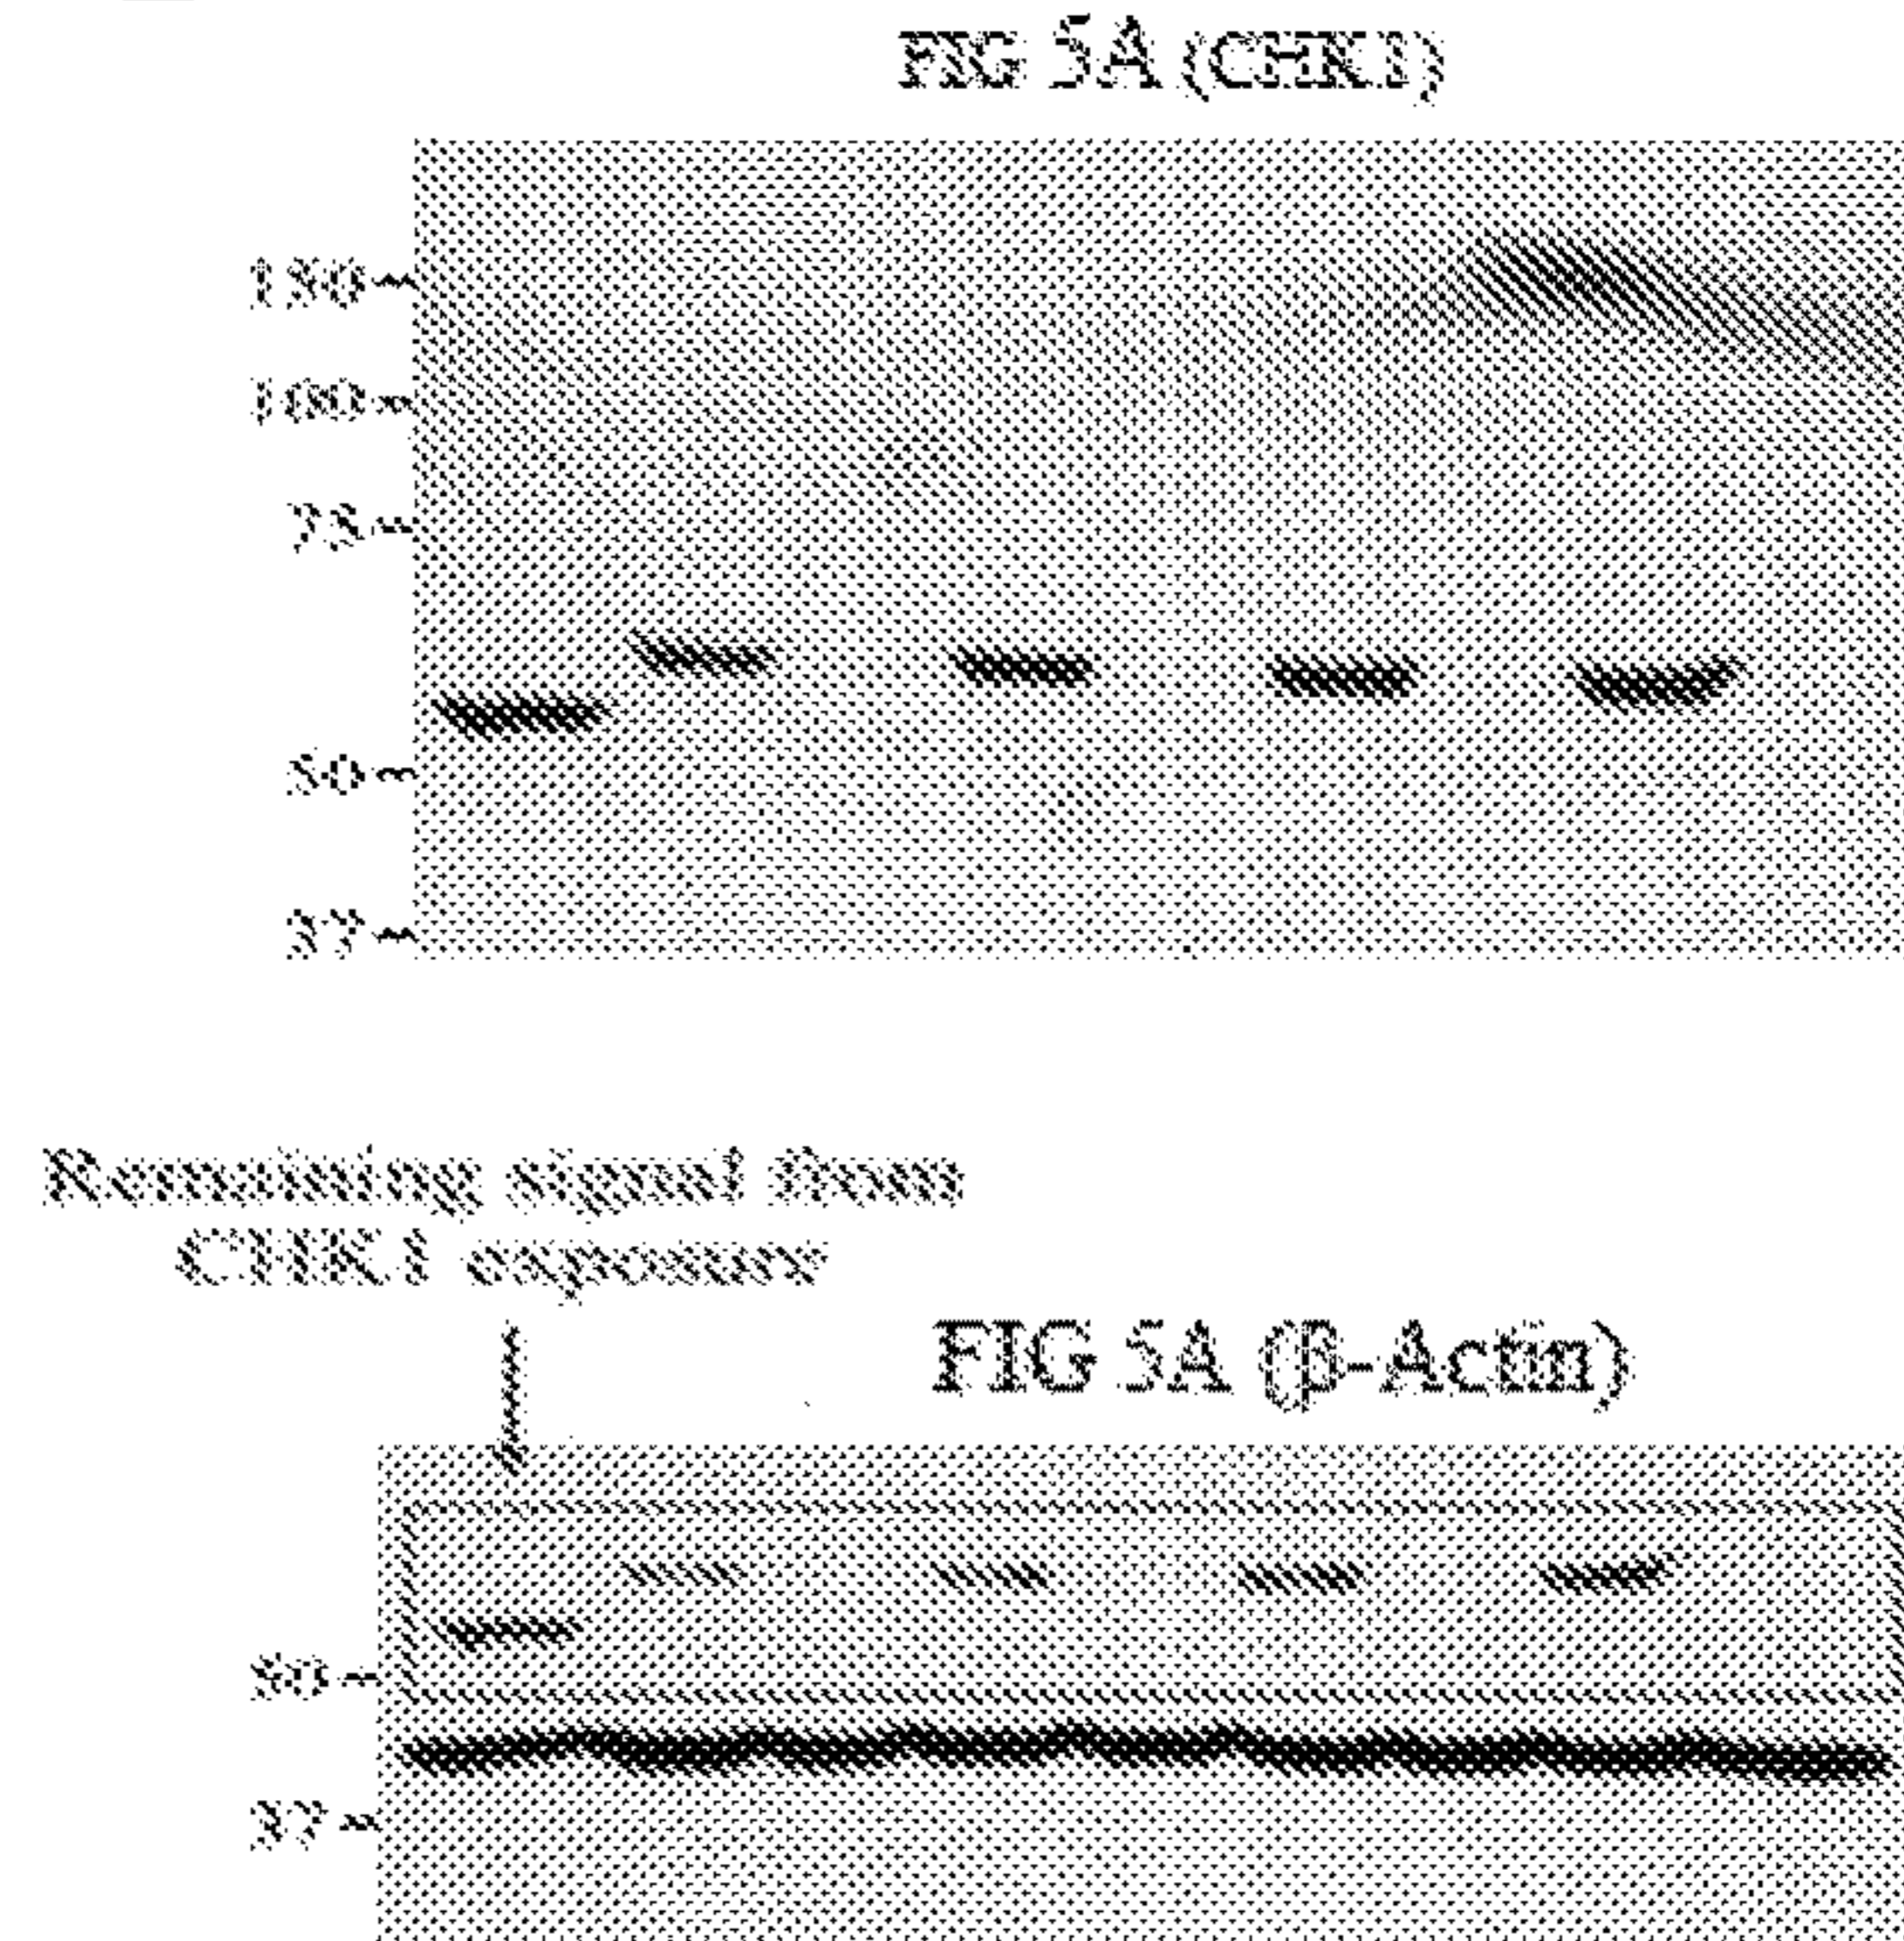 FIG 5A (CHK1)
150
100
75
50
37
Remaining signal from
CHK1 exposure
FIG 5A (β-Actin)
50
37